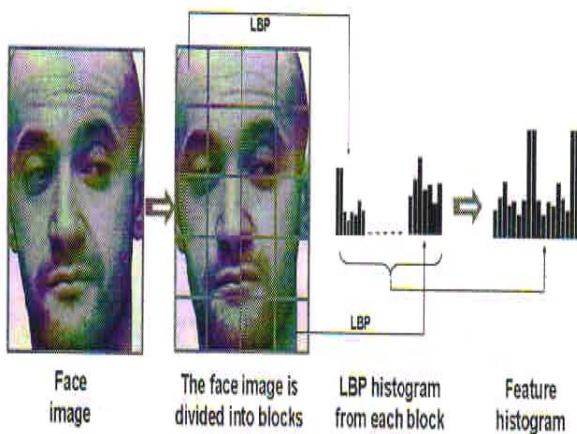 LBP
LBP
Face
image
The face image is
divided into blocks
LBP histogram
from each block
Feature
histogram